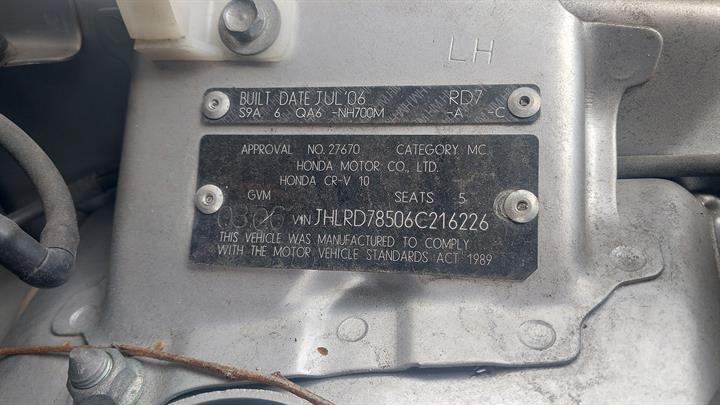 LH
BUILT DATE JUL'06 RD7
S9A 6 QA6 -NH700M -A -C
APPROVAL NO. 27670 CATEGORY MC
HONDA MOTOR CO., LTD.
HONDA CR-V 10
GVM SEATS 5
VIN JHLRD78506C216226
THIS VEHICLE WAS MANUFACTURED TO COMPLY
WITH THE MOTOR VEHICLE STANDARDS ACT 1989